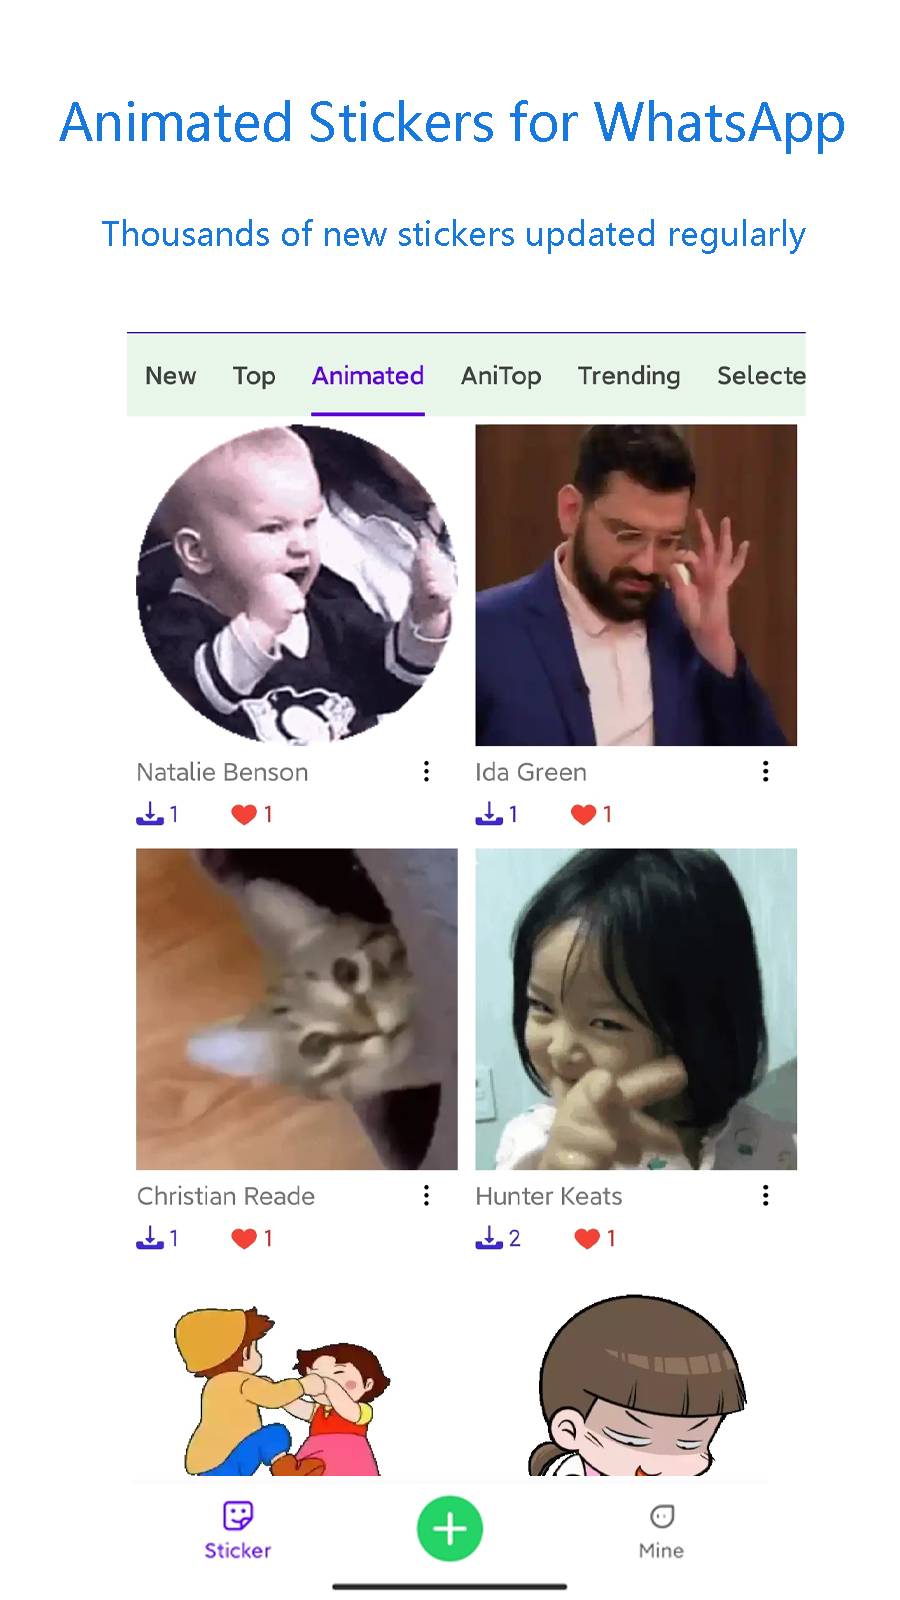 Animated Stickers for WhatsApp
Thousands of new stickers updated regularly
New Top Animated AniTop Trending Selecte
Natalie Benson Ida Green
1 1 1 1
Christian Reade Hunter Keats
1 1 2 1
Sticker Mine